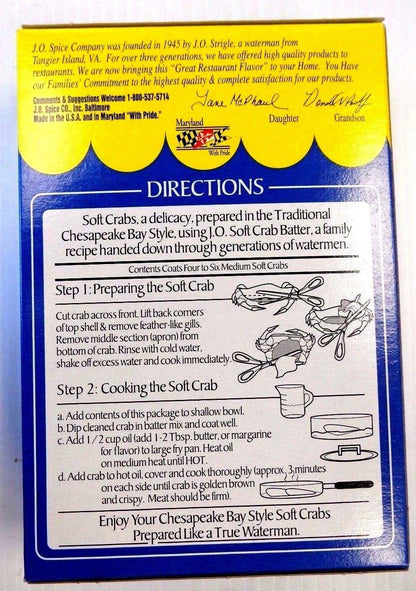 J.O. Spice Company was founded in 1945 by J.O. Strigle, a waterman from
Tangier Island, VA. For over three generations, we have offered high quality products to
restaurants. We are now bringing this "Great Restaurant Flavor" to your Home. You Have
our Families' Commitment to the highest quality & complete satisfaction for our products.
Comments & Suggestions Welcome 1-800-537-5714
J.O. Spice CO., Inc. Baltimore
Made in the U.S.A. and in Maryland "With Pride."
Jane McPhaul
Daughter
Grandson
Maryland
With Pride
DIRECTIONS
Soft Crabs, a delicacy, prepared in the Traditional
Chesapeake Bay Style, using J.O. Soft Crab Batter, a family
recipe handed down through generations of watermen.
Contents Coats Four to Six Medium Soft Crabs
Step 1: Preparing the Soft Crab
Cut crab across front. Lift back corners
of top shell & remove feather-like gills.
Remove middle section (apron) from
bottom of crab. Rinse with cold water,
shake off excess water and cook immediately.
Step 2: Cooking the Soft Crab
a. Add contents of this package to shallow bowl.
b. Dip cleaned crab in batter mix and coat well.
c. Add 1/2 cup oil (add 1-2 Tbsp. butter, or margarine
for flavor) to large fry pan. Heat oil
on medium heat until HOT.
d. Add crab to hot oil, cover and cook thoroughly (approx. 3 minutes
on each side until crab is golden brown
and crispy. Meat should be firm).
Enjoy Your Chesapeake Bay Style Soft Crabs
Prepared Like a True Waterman.